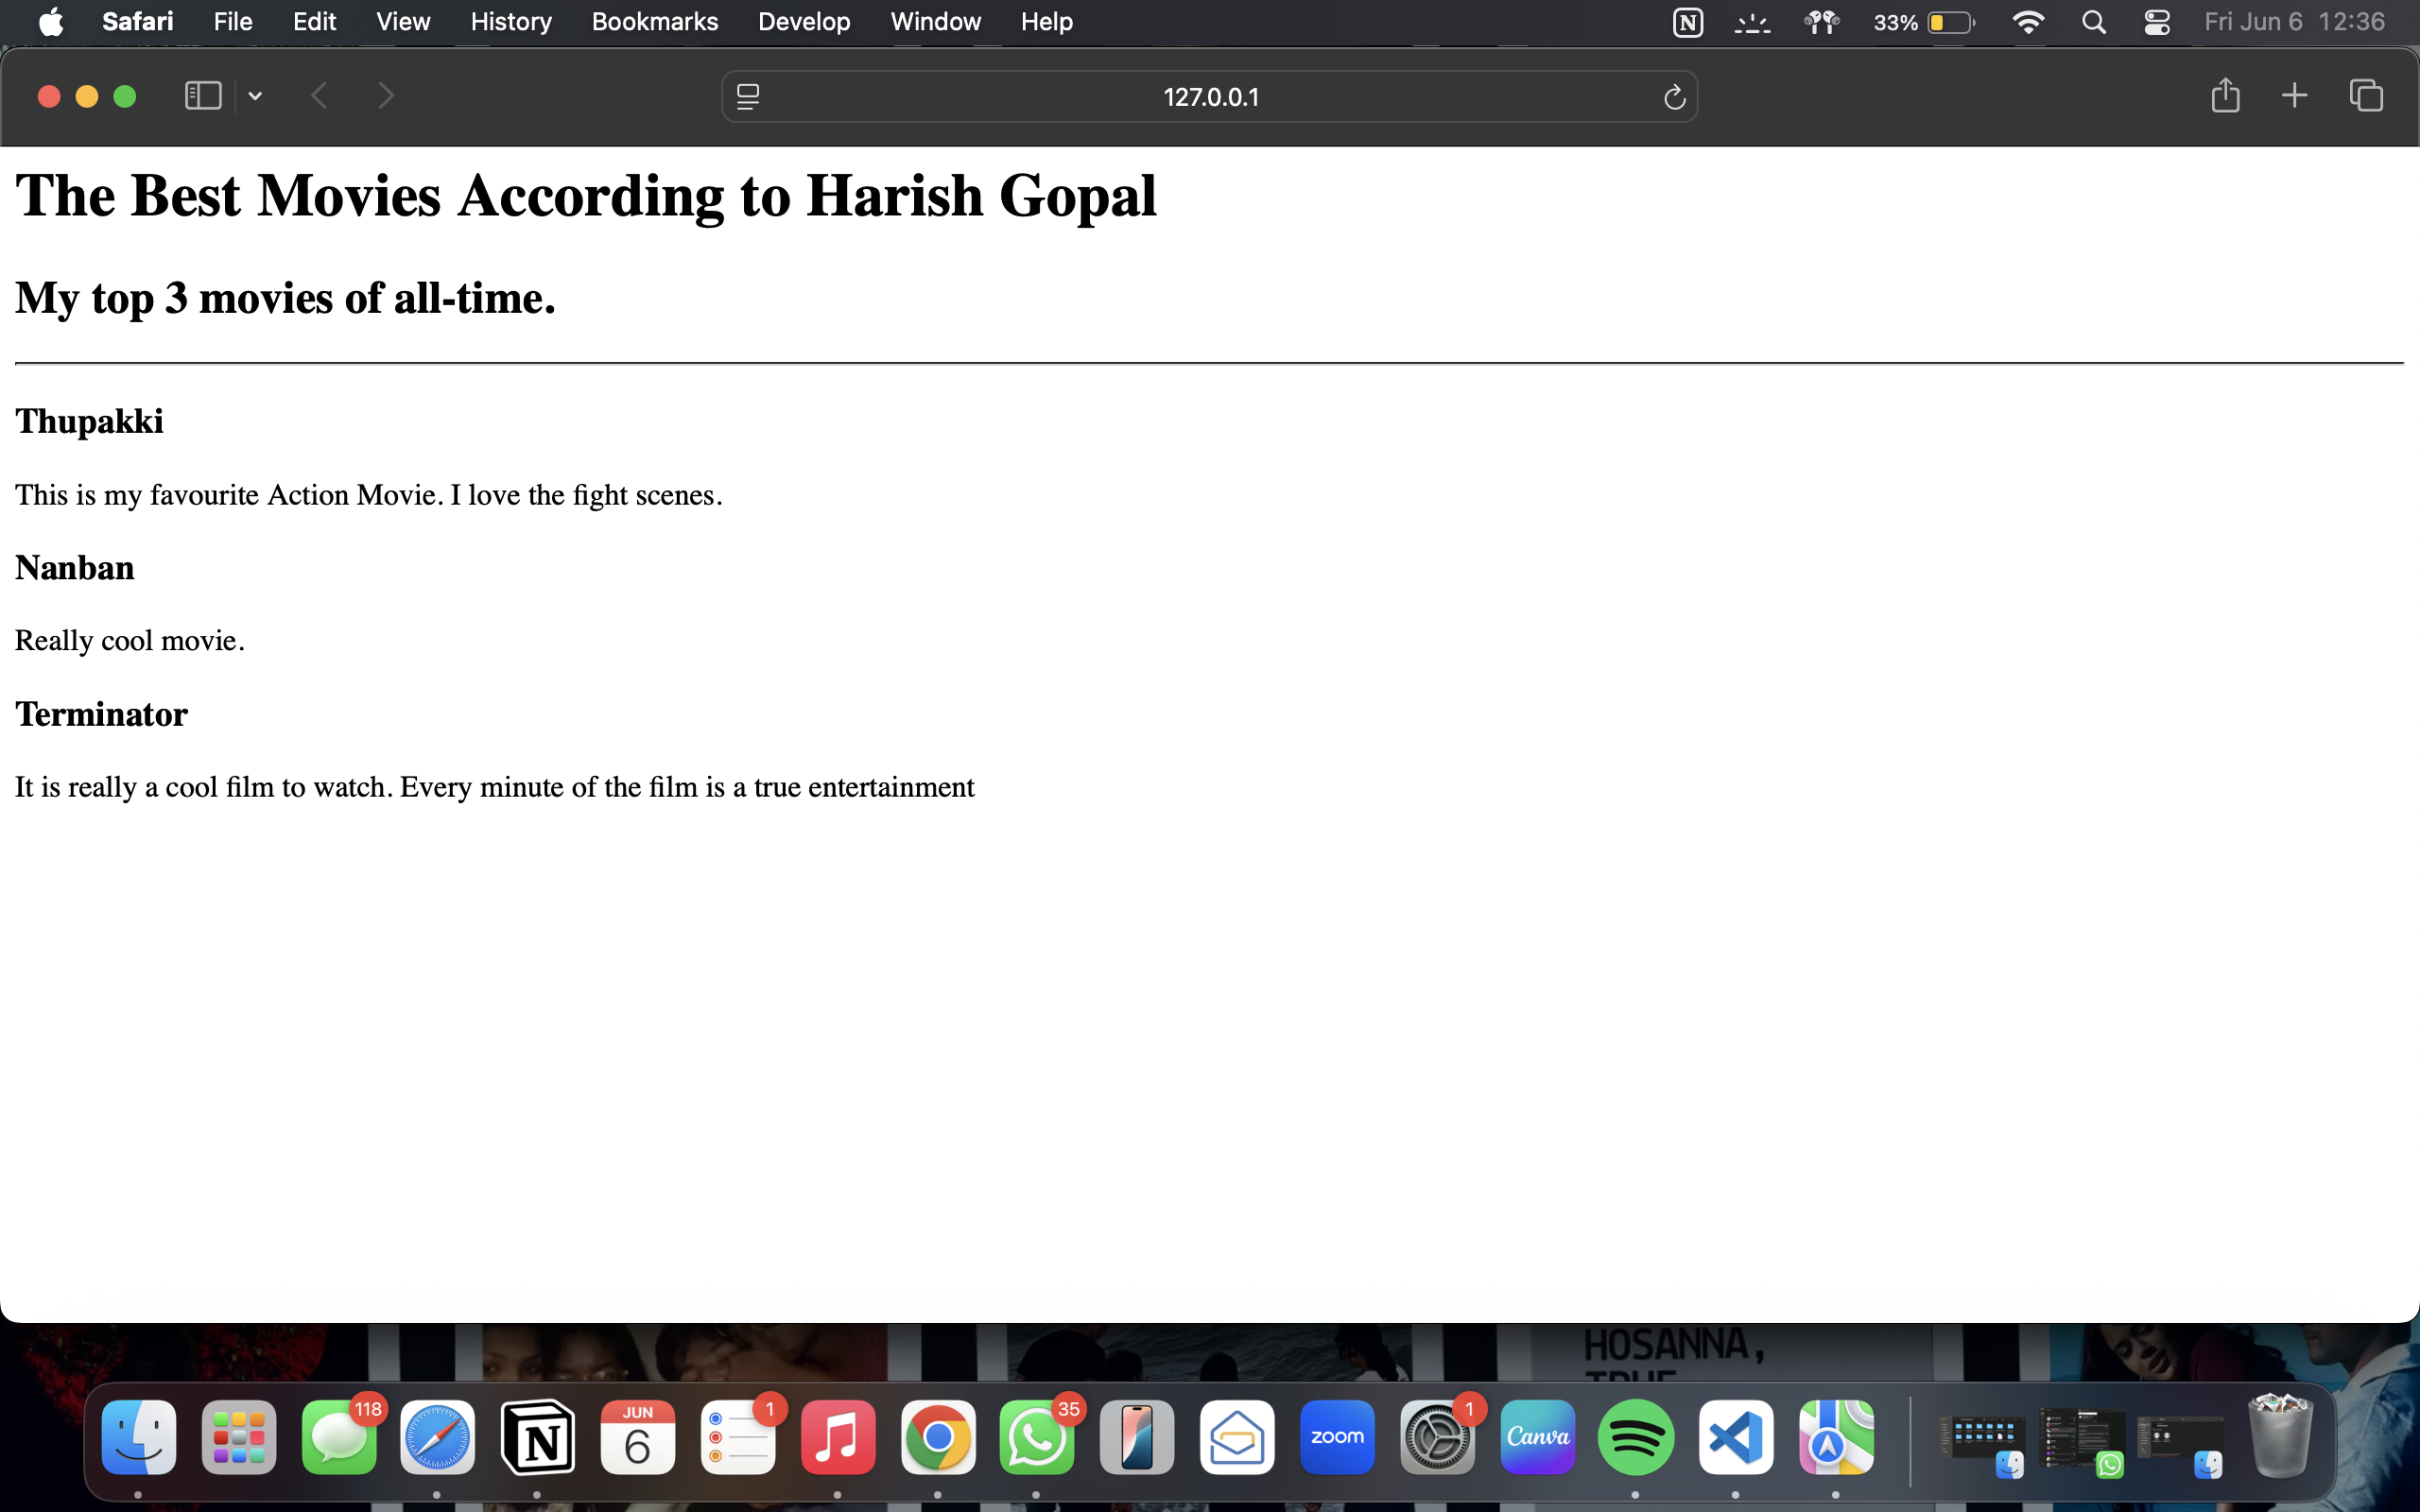 Safari File Edit View History Bookmarks Develop Window Help N 33% Fri Jun 6 12:36
127.0.0.1
The Best Movies According to Harish Gopal
My top 3 movies of all-time.
Thupakki
This is my favourite Action Movie. I love the fight scenes.
Nanban
Really cool movie.
Terminator
It is really a cool film to watch. Every minute of the film is a true entertainment
HOSANNA,
TRUE
118 N JUN 6 1 35 zoom 1 Canva